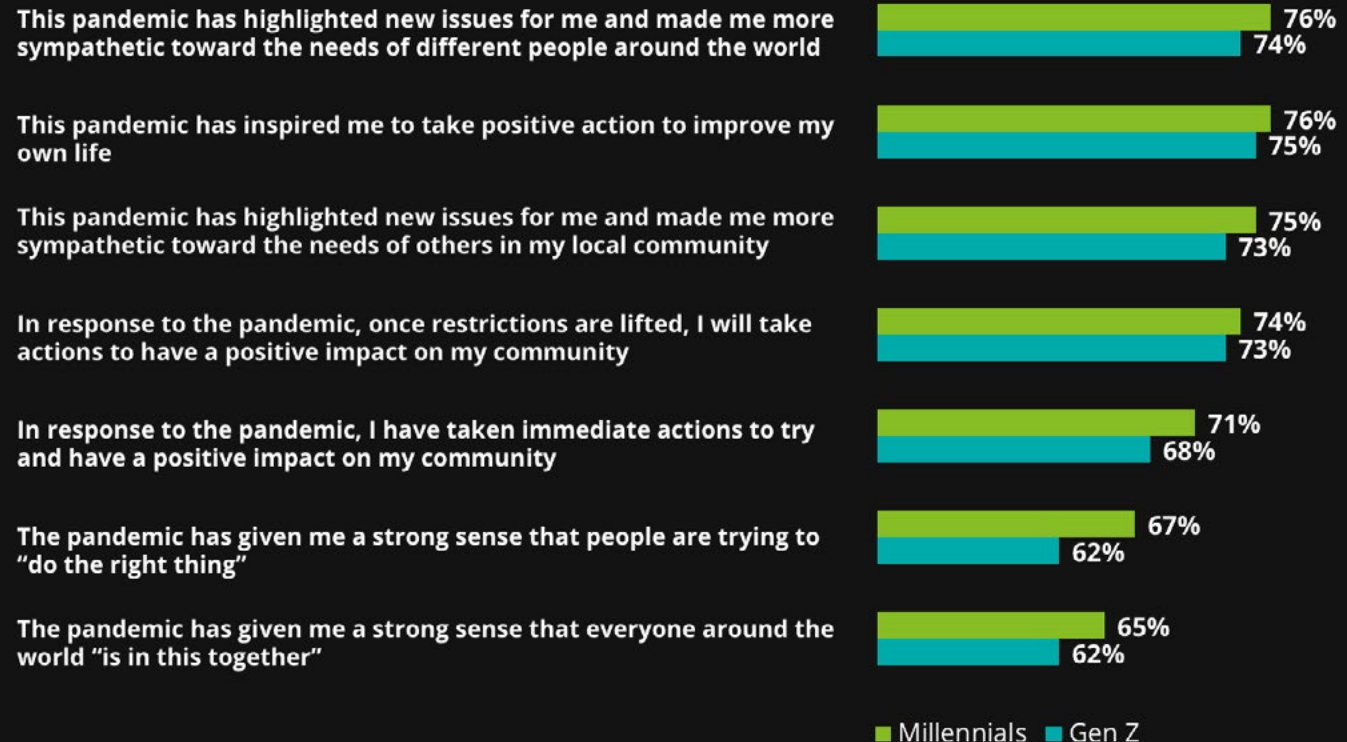 This pandemic has highlighted new issues for me and made me more
sympathetic toward the needs of different people around the world
76%
74%
This pandemic has inspired me to take positive action to improve my
own life
76%
75%
This pandemic has highlighted new issues for me and made me more
sympathetic toward the needs of others in my local community
75%
73%
In response to the pandemic, once restrictions are lifted, I will take
actions to have a positive impact on my community
74%
73%
In response to the pandemic, I have taken immediate actions to try
and have a positive impact on my community
71%
68%
The pandemic has given me a strong sense that people are trying to
“do the right thing”
67%
62%
The pandemic has given me a strong sense that everyone around the
world “is in this together”
65%
62%
Millennials Gen Z